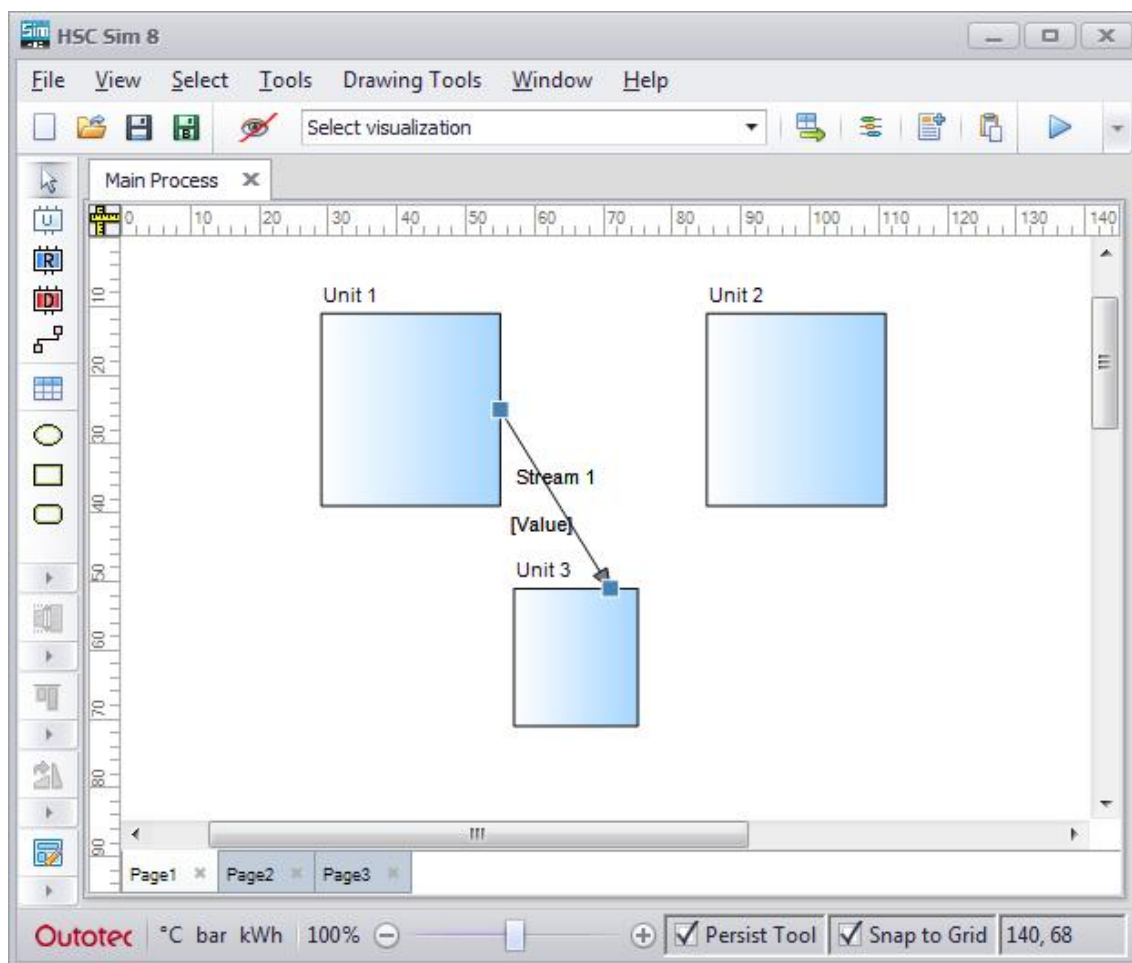 Sim HSC Sim 8
File View Select Tools Drawing Tools Window Help
Select visualization
Main Process
U
R
D
0 10 20 30 40 50 60 70 80 90 100 110 120 130 140
10
20
30
40
50
60
70
80
90
Unit 1
Unit 2
Stream 1
[Value]
Unit 3
Page1 Page2 Page3
Outotec °C bar kWh 100% Persist Tool Snap to Grid 140, 68